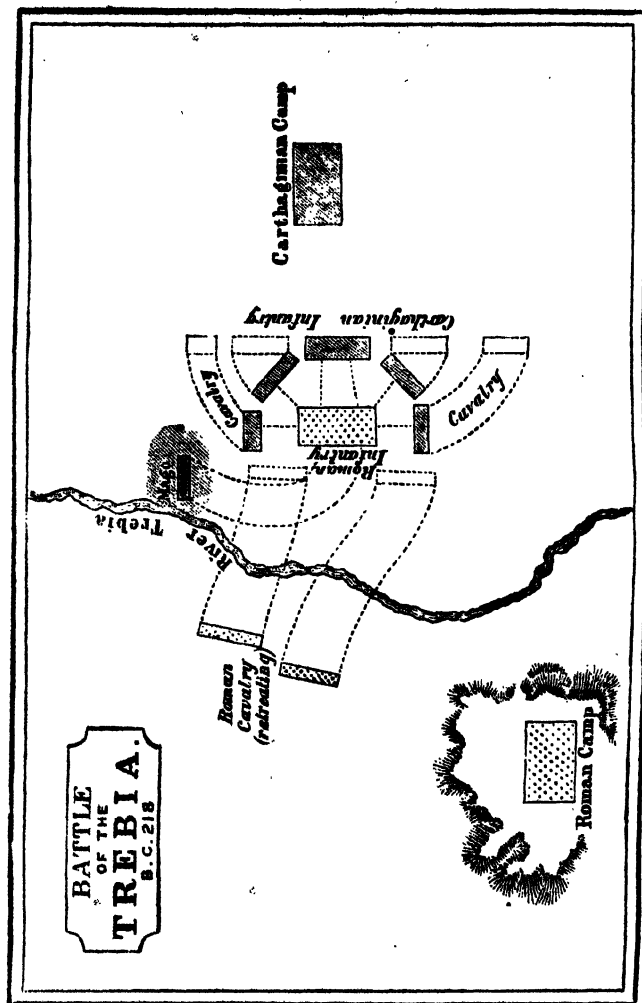 BATTLE
OF THE
TREBIA.
B.C. 218
Carthaginian Camp
Carthaginian
Infantry
Cavalry
Cavalry
Roman
Infantry
Mago
River
Trebia
Roman
Cavalry
(retreating)
Roman Camp